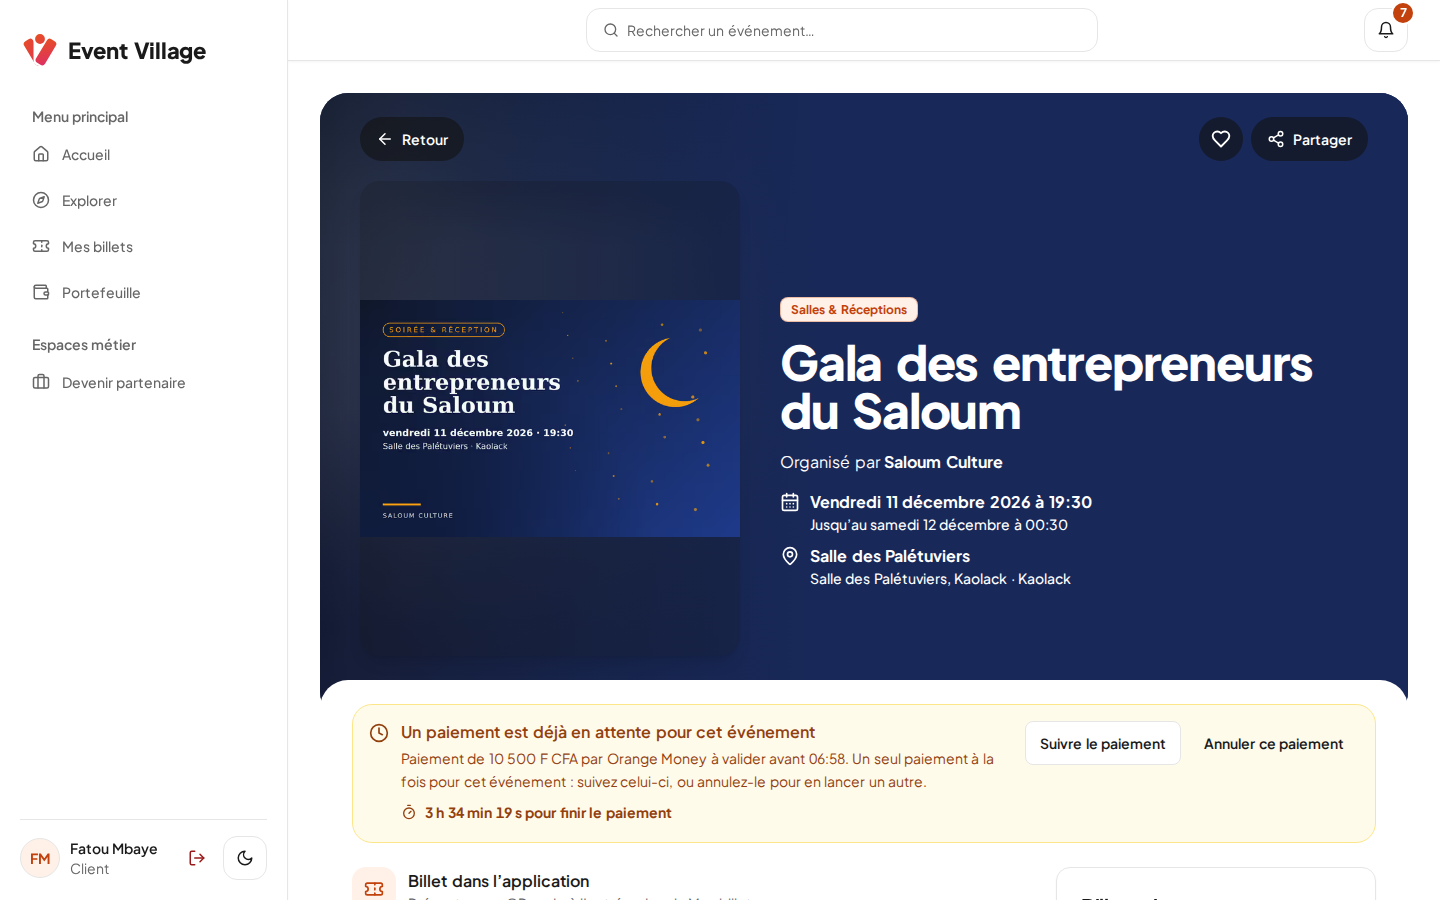 Event Village
Rechercher un événement...
7
Menu principal
Accueil
Explorer
Mes billets
Portefeuille
Espaces métier
Devenir partenaire
FM
Fatou Mbaye
Client
Retour
Partager
SOIRÉE & RÉCEPTION
Gala des
entrepreneurs
du Saloum
vendredi 11 décembre 2026 · 19:30
Salle des Palétuviers · Kaolack
SALOUM CULTURE
Salles & Réceptions
Gala des entrepreneurs
du Saloum
Organisé par Saloum Culture
Vendredi 11 décembre 2026 à 19:30
Jusqu'au samedi 12 décembre à 00:30
Salle des Palétuviers
Salle des Palétuviers, Kaolack · Kaolack
Un paiement est déjà en attente pour cet événement
Paiement de 10 500 F CFA par Orange Money à valider avant 06:58. Un seul paiement à la
fois pour cet événement : suivez celui-ci, ou annulez-le pour en lancer un autre.
3 h 34 min 19 s pour finir le paiement
Suivre le paiement
Annuler ce paiement
Billet dans l'application